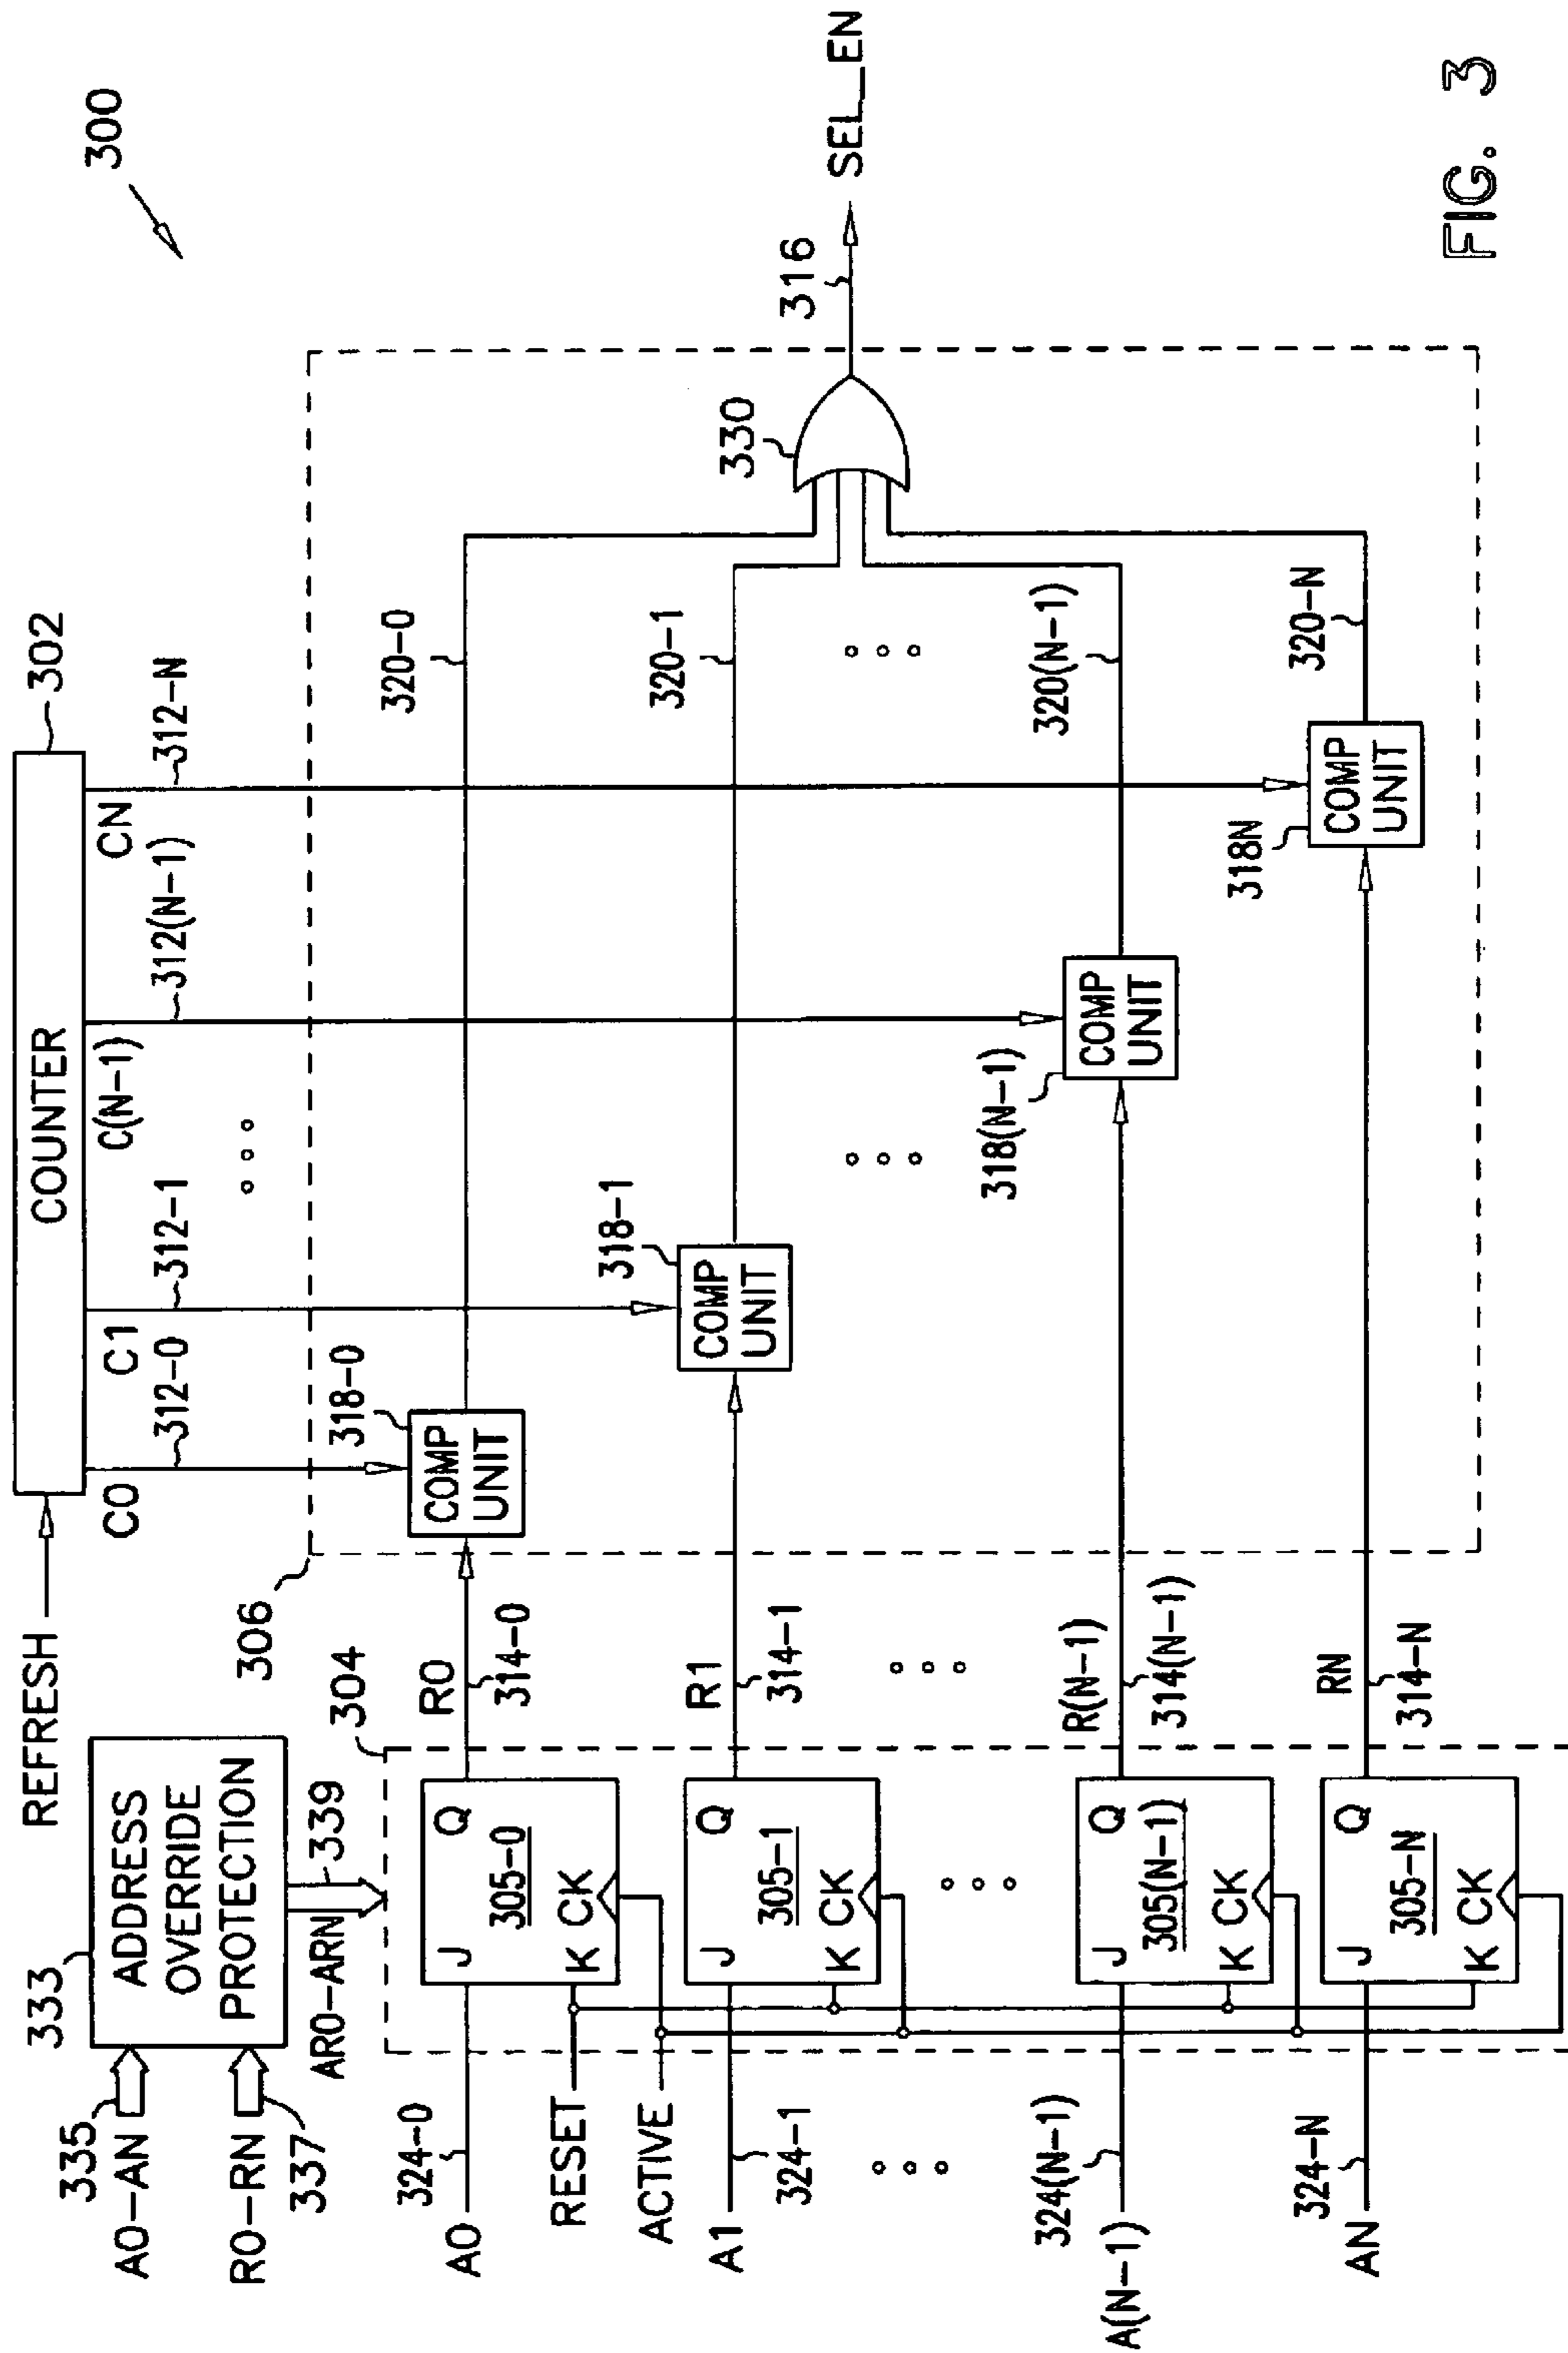 300
302
COUNTER
REFRESH
C0
312-0
C1
312-1
C(N-1)
312(N-1)
CN
312-N
333
ADDRESS
OVERRIDE
PROTECTION
335
A0-AN
R0-RN
337
AR0-ARN
339
304
306
A0
324-0
J
Q
305-0
K
CK
R0
314-0
318-0
COMP
UNIT
320-0
RESET
ACTIVE
A1
324-1
J
Q
305-1
K
CK
R1
314-1
318-1
COMP
UNIT
320-1
330
316
SEL_EN
A(N-1)
324(N-1)
J
Q
305(N-1)
K
CK
R(N-1)
314(N-1)
318(N-1)
COMP
UNIT
320(N-1)
AN
324-N
J
Q
305-N
K
CK
RN
314-N
318N
COMP
UNIT
320-N
FIG. 3